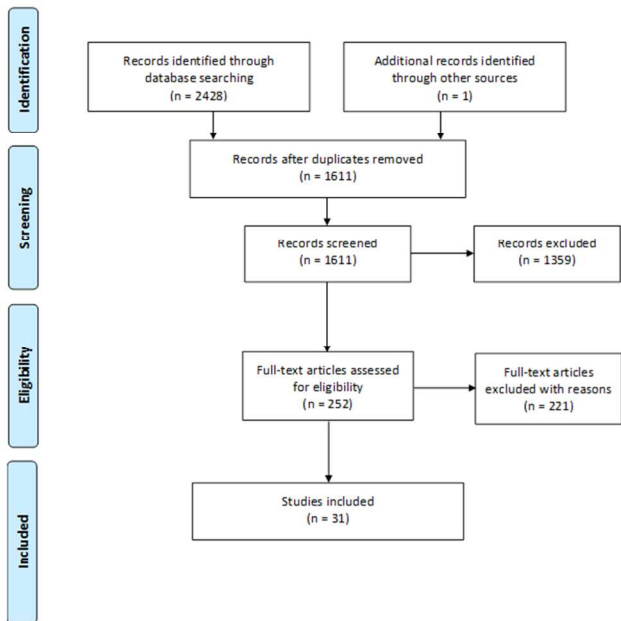 Identification
Records identified through
database searching
(n = 2428)
Additional records identified
through other sources
(n = 1)
Screening
Records after duplicates removed
(n = 1611)
Records screened
(n = 1611)
Records excluded
(n = 1359)
Eligibility
Full-text articles assessed
for eligibility
(n = 252)
Full-text articles
excluded with reasons
(n = 221)
Included
Studies included
(n = 31)